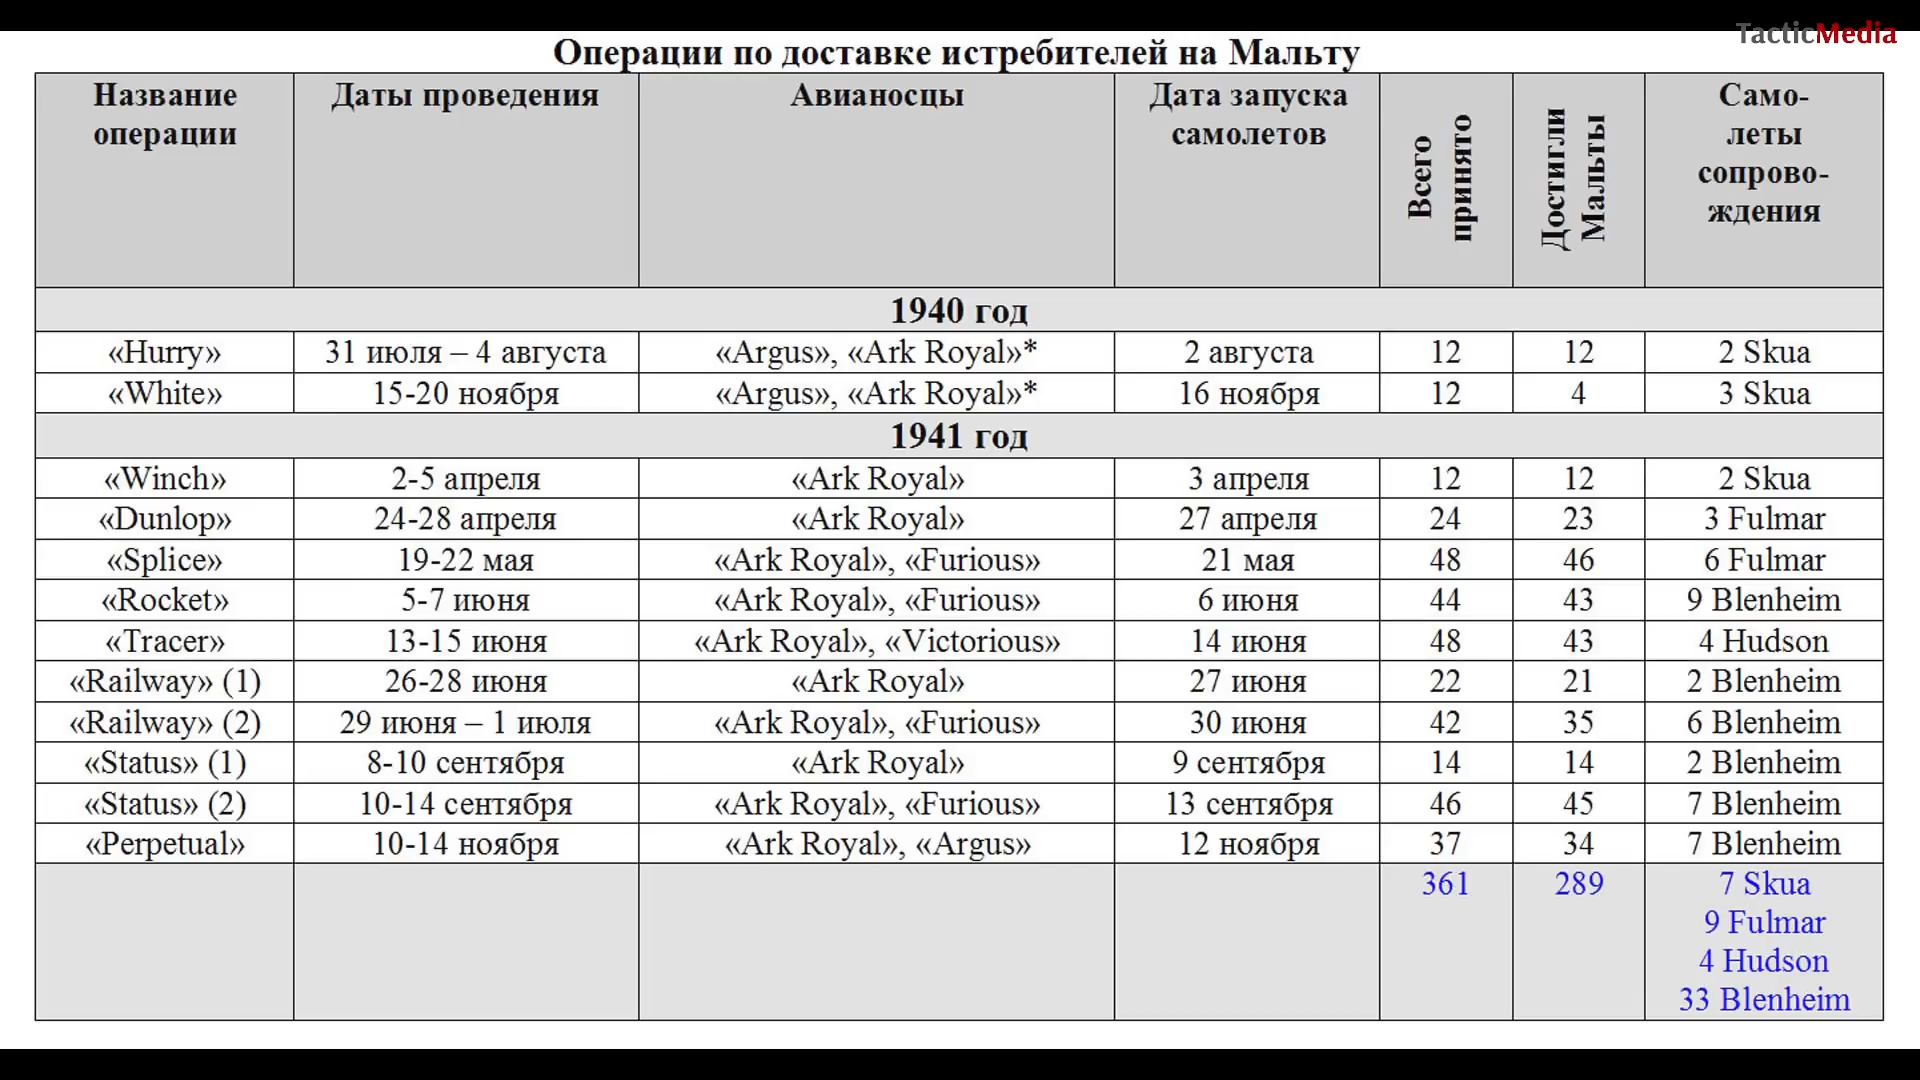 TacticMedia
Операции по доставке истребителей на Мальту
Название операции Даты проведения Авианосцы Дата запуска самолетов Всего принято Достигли Мальты Само-леты сопрово-ждения
1940 год
«Hurry» 31 июля – 4 августа «Argus», «Ark Royal»* 2 августа 12 12 2 Skua
«White» 15-20 ноября «Argus», «Ark Royal»* 16 ноября 12 4 3 Skua
1941 год
«Winch» 2-5 апреля «Ark Royal» 3 апреля 12 12 2 Skua
«Dunlop» 24-28 апреля «Ark Royal» 27 апреля 24 23 3 Fulmar
«Splice» 19-22 мая «Ark Royal», «Furious» 21 мая 48 46 6 Fulmar
«Rocket» 5-7 июня «Ark Royal», «Furious» 6 июня 44 43 9 Blenheim
«Tracer» 13-15 июня «Ark Royal», «Victorious» 14 июня 48 43 4 Hudson
«Railway» (1) 26-28 июня «Ark Royal» 27 июня 22 21 2 Blenheim
«Railway» (2) 29 июня – 1 июля «Ark Royal», «Furious» 30 июня 42 35 6 Blenheim
«Status» (1) 8-10 сентября «Ark Royal» 9 сентября 14 14 2 Blenheim
«Status» (2) 10-14 сентября «Ark Royal», «Furious» 13 сентября 46 45 7 Blenheim
«Perpetual» 10-14 ноября «Ark Royal», «Argus» 12 ноября 37 34 7 Blenheim
361 289 7 Skua
9 Fulmar
4 Hudson
33 Blenheim